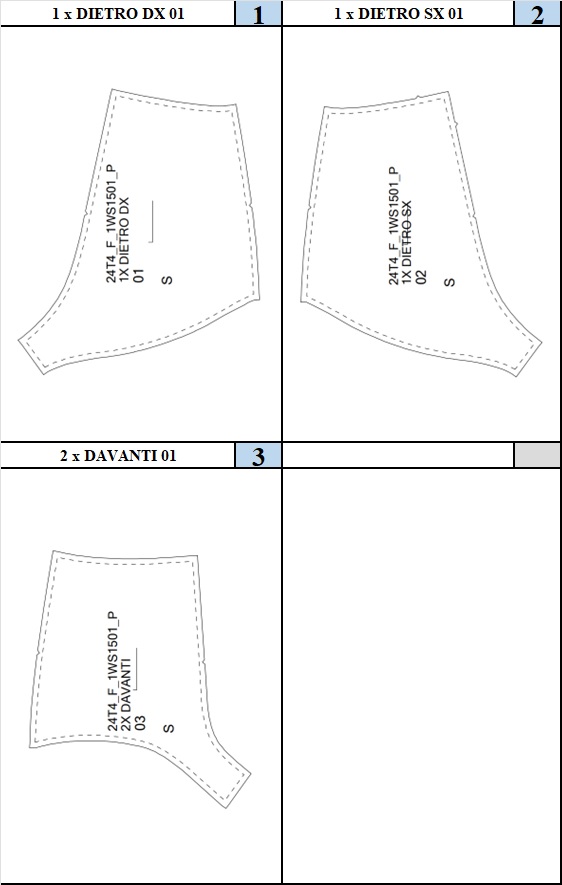 1 x DIETRO DX 01
1
1 x DIETRO SX 01
2
24T4_F_1WS1501_P
1X DIETRO DX
01
S
24T4_F_1WS1501_P
1X DIETRO SX
02
S
2 x DAVANTI 01
3
24T4_F_1WS1501_P
2X DAVANTI
03
S